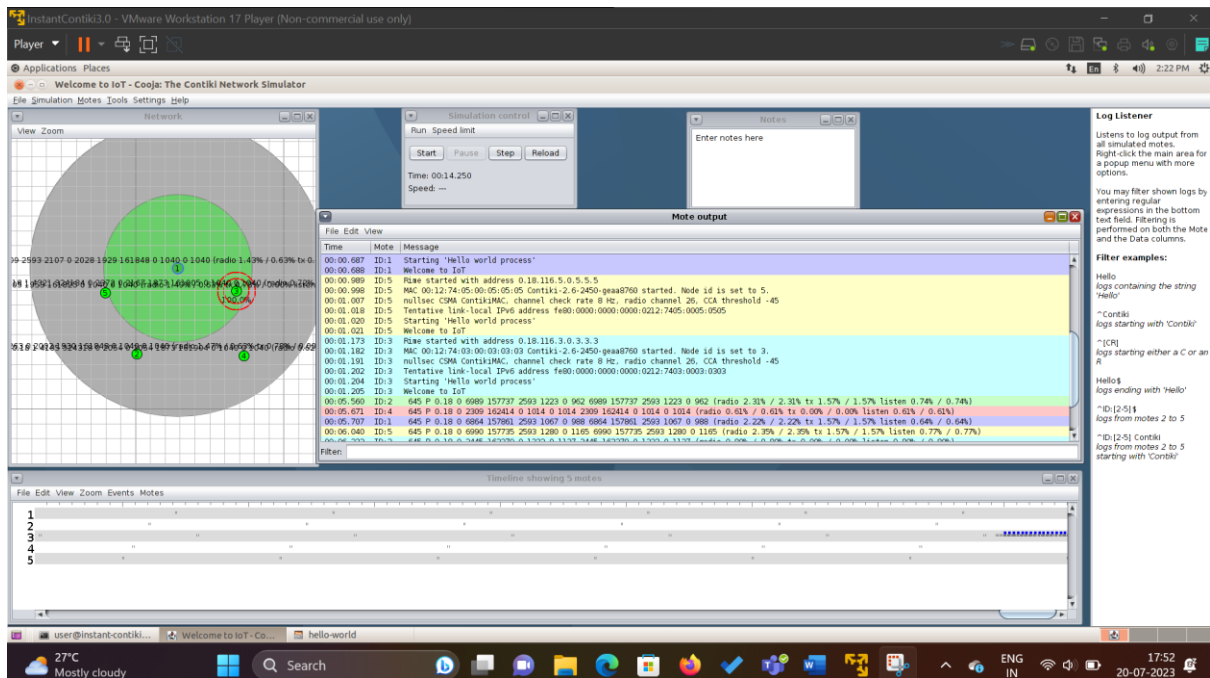 InstantContiki3.0 - VMware Workstation 17 Player (Non-commercial use only)
Player
Applications Places
En
2:22 PM
Welcome to IoT - Cooja: The Contiki Network Simulator
File Simulation Motes Tools Settings Help
Network
View Zoom
1
5
3
2
4
Simulation control
Run Speed limit
Start Pause Step Reload
Time: 00:14.250
Speed: ---
Notes
Enter notes here
Mote output
File Edit View
Time Mote Message
00:00.687 ID:1 Starting 'Hello world process'
00:00.688 ID:1 Welcome to IoT
00:00.989 ID:5 Rime started with address 0.18.116.5.0.5.5.5
00:00.998 ID:5 MAC 00:12:74:05:00:05:05:05 Contiki-2.6-2450-geaa8760 started. Node id is set to 5.
00:01.007 ID:5 nullsec CSMA ContikiMAC, channel check rate 8 Hz, radio channel 26, CCA threshold -45
00:01.018 ID:5 Tentative link-local IPv6 address fe80:0000:0000:0000:0212:7405:0005:0505
00:01.020 ID:5 Starting 'Hello world process'
00:01.021 ID:5 Welcome to IoT
00:01.173 ID:3 Rime started with address 0.18.116.3.0.3.3.3
00:01.182 ID:3 MAC 00:12:74:03:00:03:03:03 Contiki-2.6-2450-geaa8760 started. Node id is set to 3.
00:01.191 ID:3 nullsec CSMA ContikiMAC, channel check rate 8 Hz, radio channel 26, CCA threshold -45
00:01.202 ID:3 Tentative link-local IPv6 address fe80:0000:0000:0000:0212:7403:0003:0303
00:01.204 ID:3 Starting 'Hello world process'
00:01.205 ID:3 Welcome to IoT
00:05.560 ID:2 645 P 0.18 0 6989 157737 2593 1223 0 962 6989 157737 2593 1223 0 962 (radio 2.31% / 2.31% tx 1.57% / 1.57% listen 0.74% / 0.74%)
00:05.671 ID:4 645 P 0.18 0 2309 162414 0 1014 0 1014 2309 162414 0 1014 0 1014 (radio 0.61% / 0.61% tx 0.00% / 0.00% listen 0.61% / 0.61%)
00:05.707 ID:1 645 P 0.18 0 6864 157861 2593 1067 0 988 6864 157861 2593 1067 0 988 (radio 2.22% / 2.22% tx 1.57% / 1.57% listen 0.64% / 0.64%)
00:06.040 ID:5 645 P 0.18 0 6990 157735 2593 1280 0 1165 6990 157735 2593 1280 0 1165 (radio 2.35% / 2.35% tx 1.57% / 1.57% listen 0.77% / 0.77%)
Filter:
Log Listener
Listens to log output from
all simulated motes.
Right-click the main area for
a popup menu with more
options.
You may filter shown logs by
entering regular
expressions in the bottom
text field. Filtering is
performed on both the Mote
and the Data columns.
Filter examples:
Hello
logs containing the string
'Hello'
^Contiki
logs starting with 'Contiki'
^[CR]
logs starting either a C or an
R
Hello$
logs ending with 'Hello'
^ID:[2-5]$
logs from motes 2 to 5
^ID:[2-5] Contiki
logs from motes 2 to 5
starting with 'Contiki'
Timeline showing 5 motes
File Edit View Zoom Events Motes
1
2
3
4
5
user@instant-contiki... Welcome to IoT - Co... hello-world
27°C
Mostly cloudy
Search
ENG
IN
17:52
20-07-2023